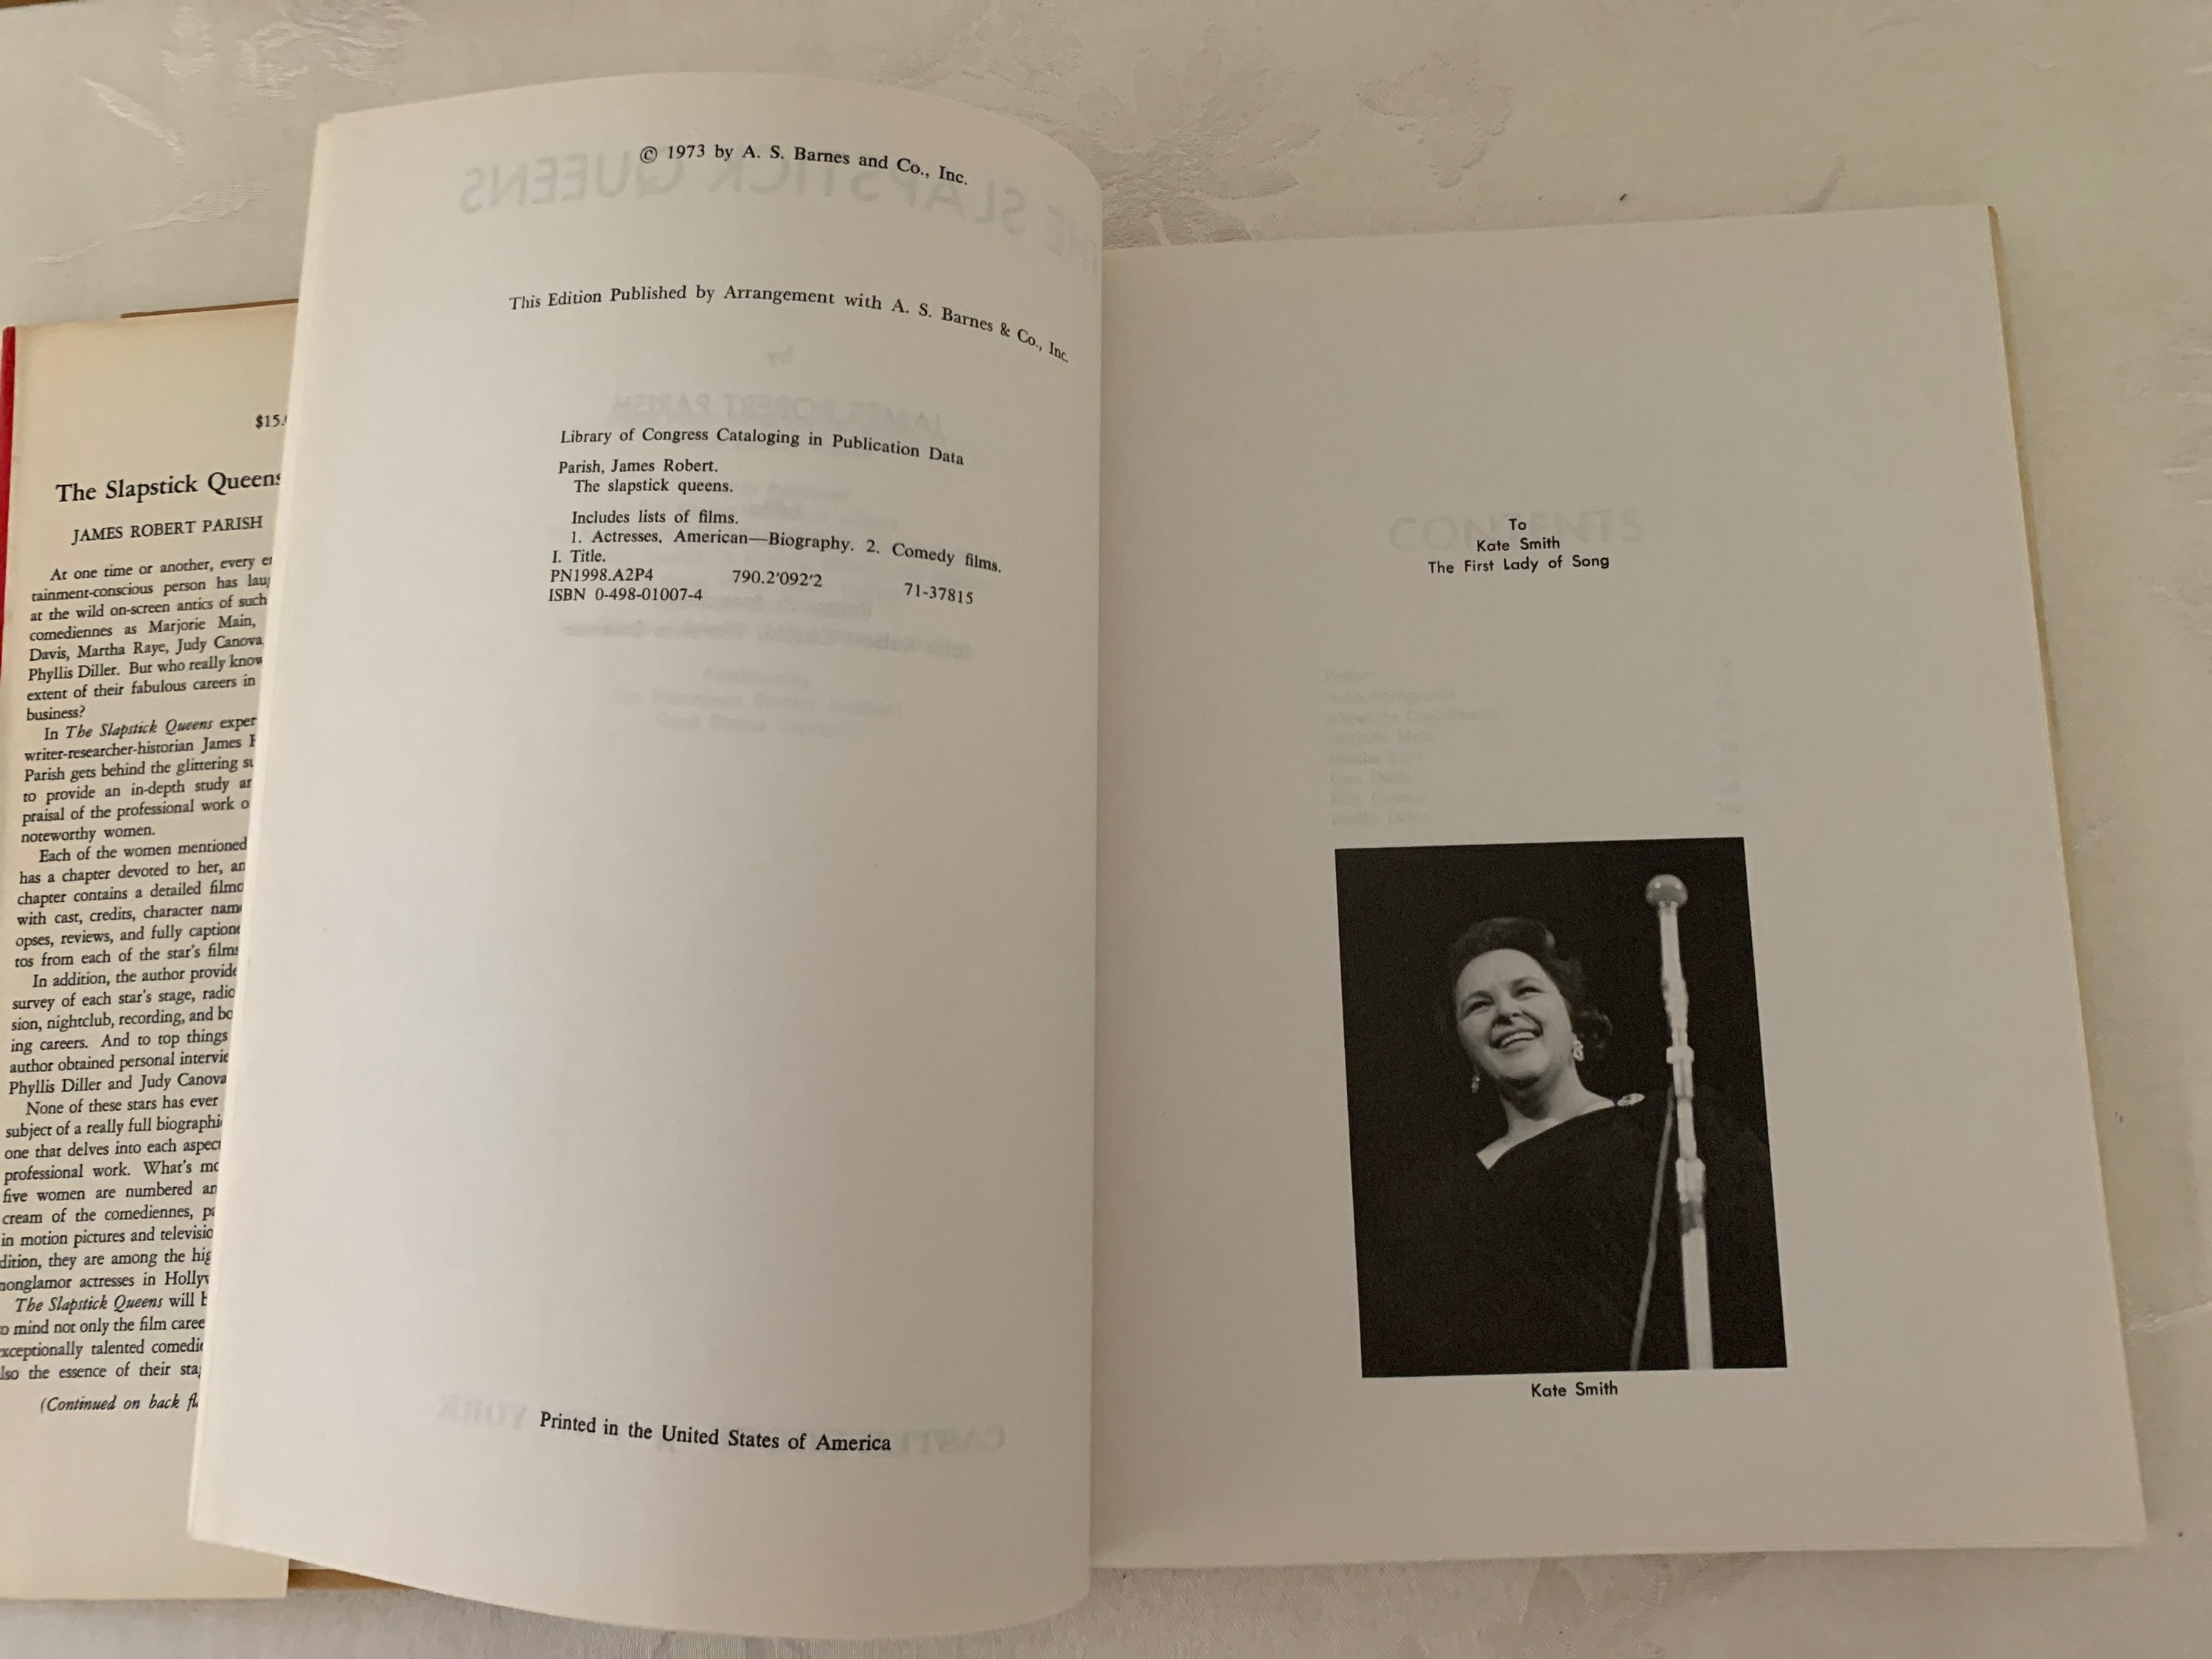 $15.
The Slapstick Queens
JAMES ROBERT PARISH
At one time or another, every
tainment-conscious person has
at the wild on-screen antics of such
comediennes as Marjorie Main,
Davis, Martha Raye, Judy Canova
Phyllis Diller. But who really
extent of their fabulous careers in
business?
In The Slapstick Queens
writer-researcher-historian James
Parish gets behind the glittering
to provide an in-depth study
praisal of the professional work
noteworthy women.
Each of the women mentioned
has a chapter devoted to her,
chapter contains a detailed
with cast, credits, character
opses, reviews, and fully
tos from each of the star's films
In addition, the author
survey of each star's stage,
sion, nightclub, recording, and
ing careers. And to top things
author obtained personal
Phyllis Diller and Judy Canova
None of these stars has ever
subject of a really full
one that delves into each
professional work. What's
five women are numbered
cream of the comediennes,
in motion pictures and
dition, they are among the
nonglamor actresses in
The Slapstick Queens will
to mind not only the film
exceptionally talented
also the essence of their
(Continued on back
© 1973 by A. S. Barnes and Co., Inc.
This Edition Published by Arrangement with A. S. Barnes & Co., Inc.
Library of Congress Cataloging in Publication Data
Parish, James Robert.
The slapstick queens.
Includes lists of films.
1. Actresses, American—Biography. 2. Comedy films.
I. Title.
PN1998.A2P4 790.2'092'2 71-37815
ISBN 0-498-01007-4
Printed in the United States of America
To
Kate Smith
The First Lady of Song
CONTENTS
Kate Smith